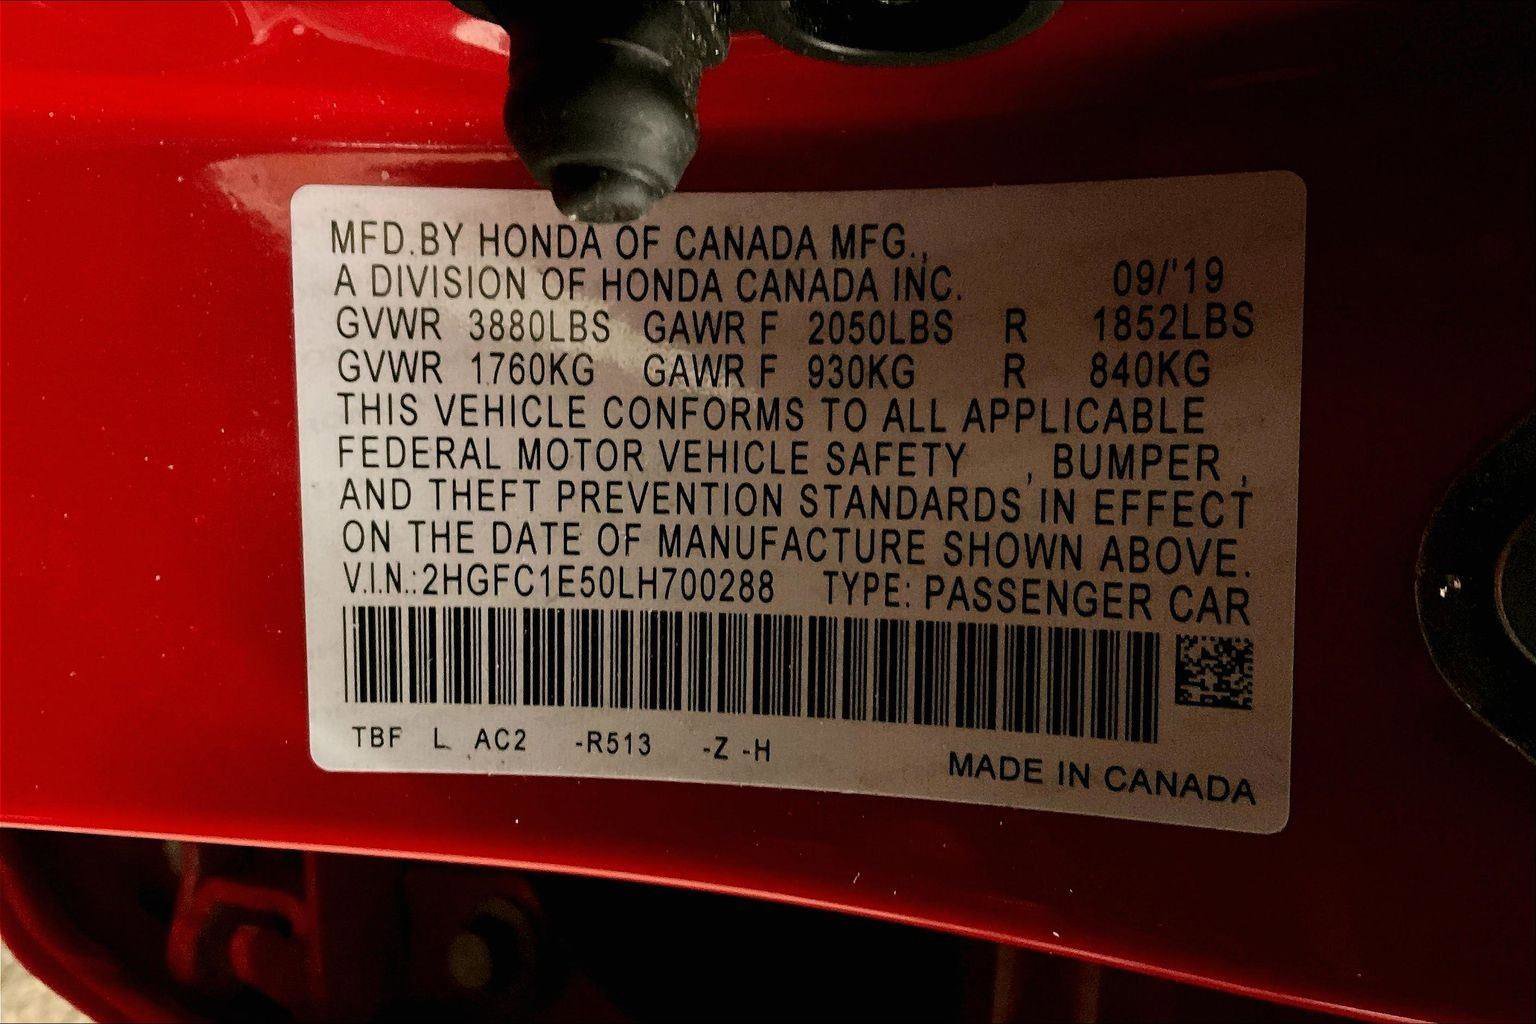 MFD.BY HONDA OF CANADA MFG.,
A DIVISION OF HONDA CANADA INC. 09/'19
GVWR 3880LBS GAWR F 2050LBS R 1852LBS
GVWR 1760KG GAWR F 930KG R 840KG
THIS VEHICLE CONFORMS TO ALL APPLICABLE
FEDERAL MOTOR VEHICLE SAFETY , BUMPER ,
AND THEFT PREVENTION STANDARDS IN EFFECT
ON THE DATE OF MANUFACTURE SHOWN ABOVE.
V.I.N.:2HGFC1E50LH700288 TYPE: PASSENGER CAR
TBF L AC2 -R513 -Z -H
MADE IN CANADA